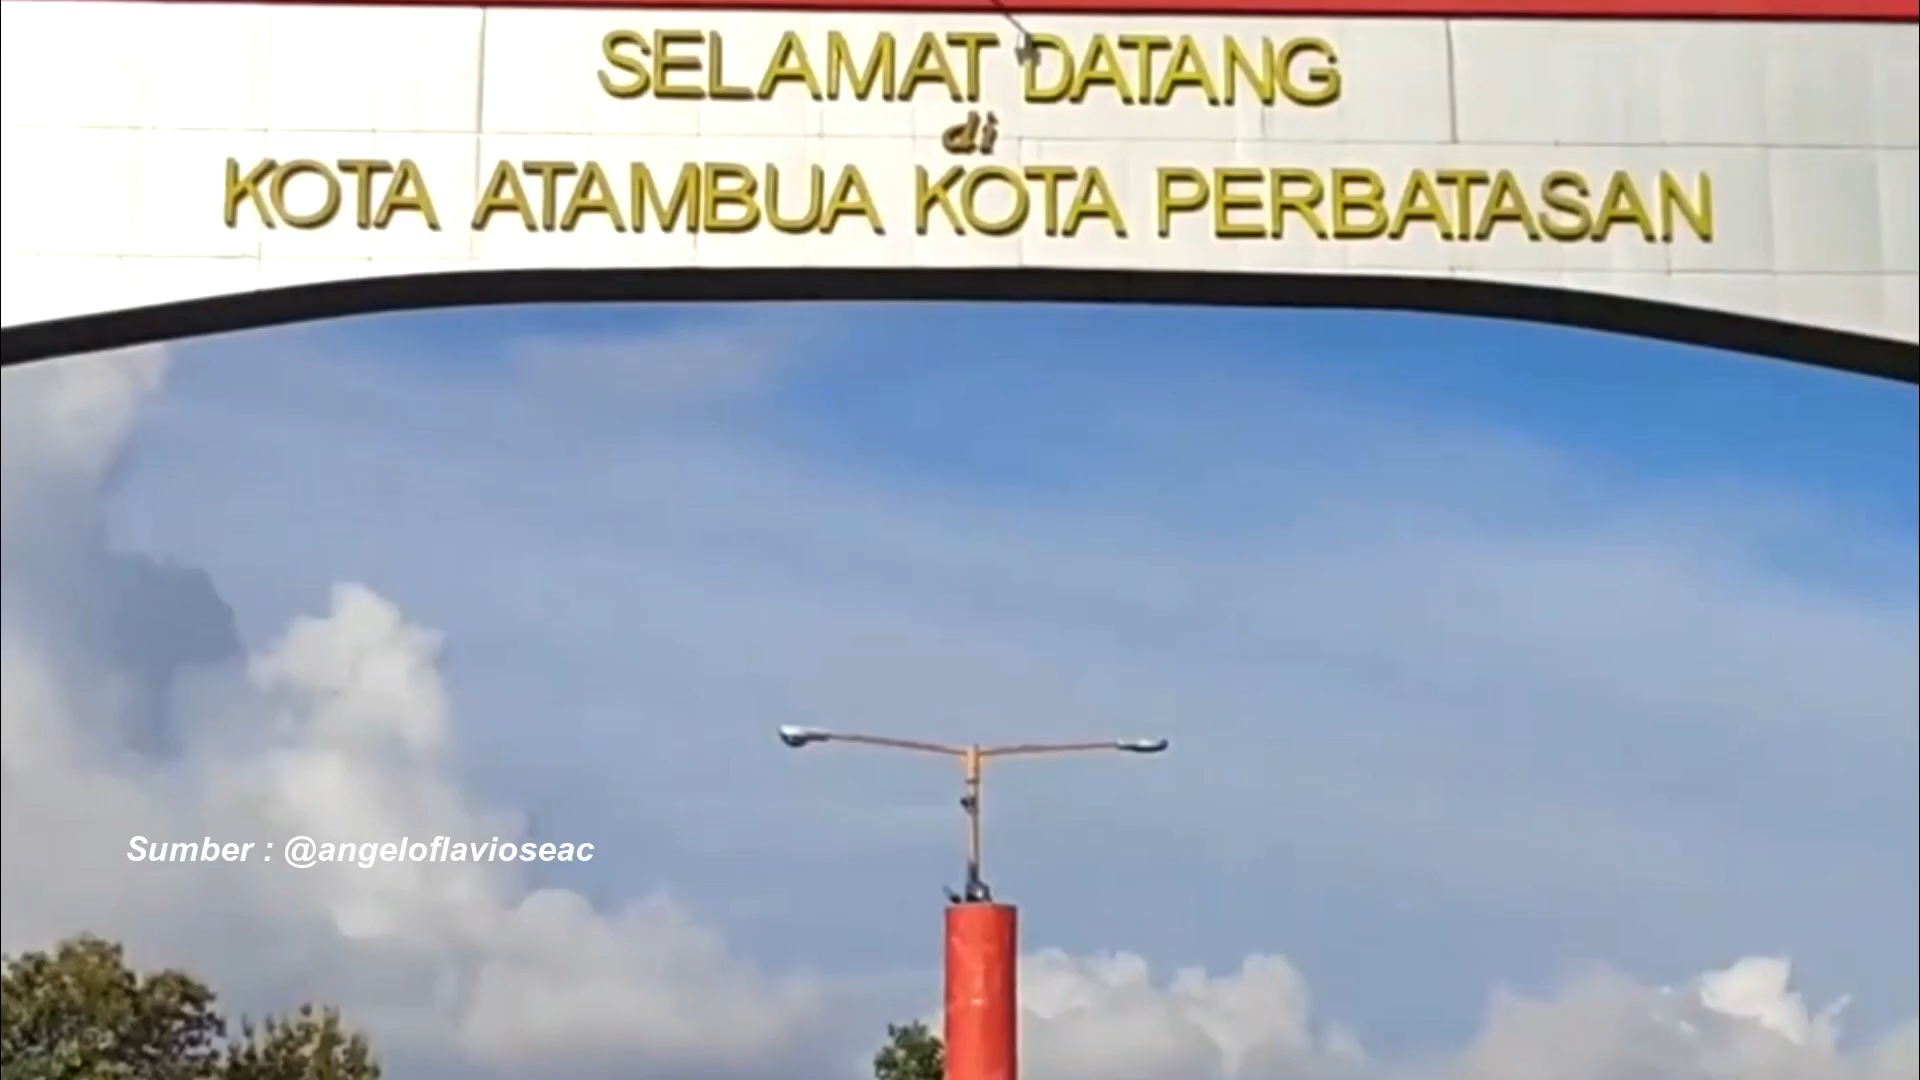 SELAMAT DATANG
di
KOTA ATAMBUA KOTA PERBATASAN
Sumber : @angeloflavioseac